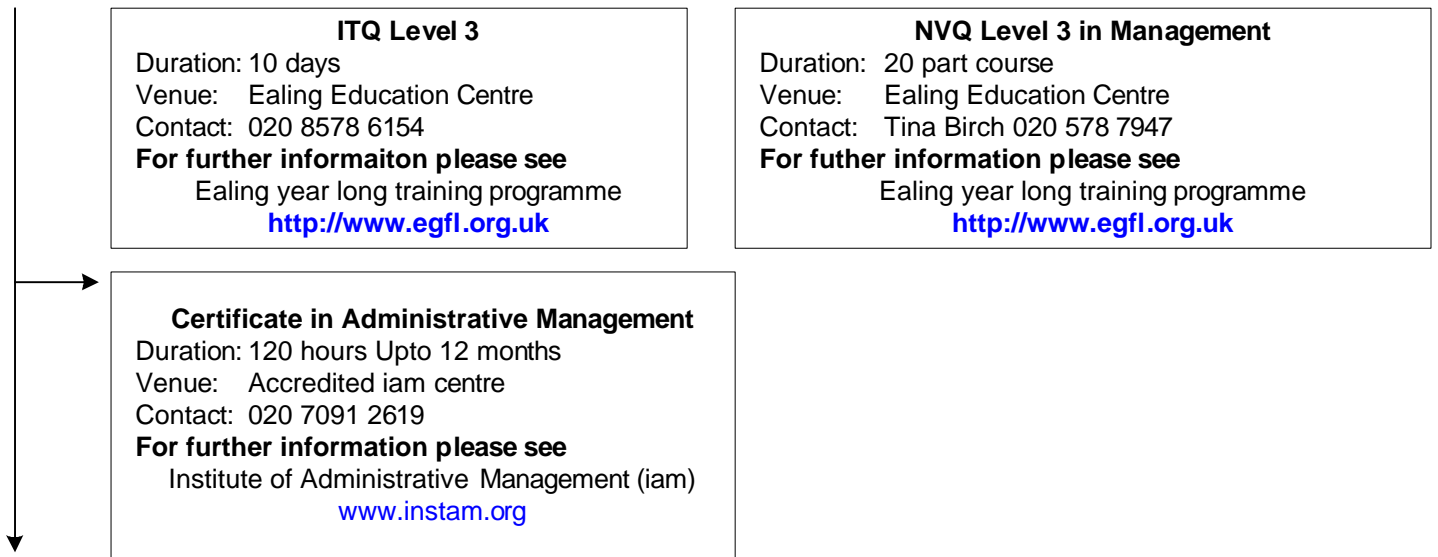 ITQ Level 3
Duration: 10 days
Venue: Ealing Education Centre
Contact: 020 8578 6154
For further informaiton please see
Ealing year long training programme
http://www.egfl.org.uk
NVQ Level 3 in Management
Duration: 20 part course
Venue: Ealing Education Centre
Contact: Tina Birch 020 578 7947
For futher information please see
Ealing year long training programme
http://www.egfl.org.uk
Certificate in Administrative Management
Duration: 120 hours Upto 12 months
Venue: Accredited iam centre
Contact: 020 7091 2619
For further information please see
Institute of Administrative Management (iam)
www.instam.org